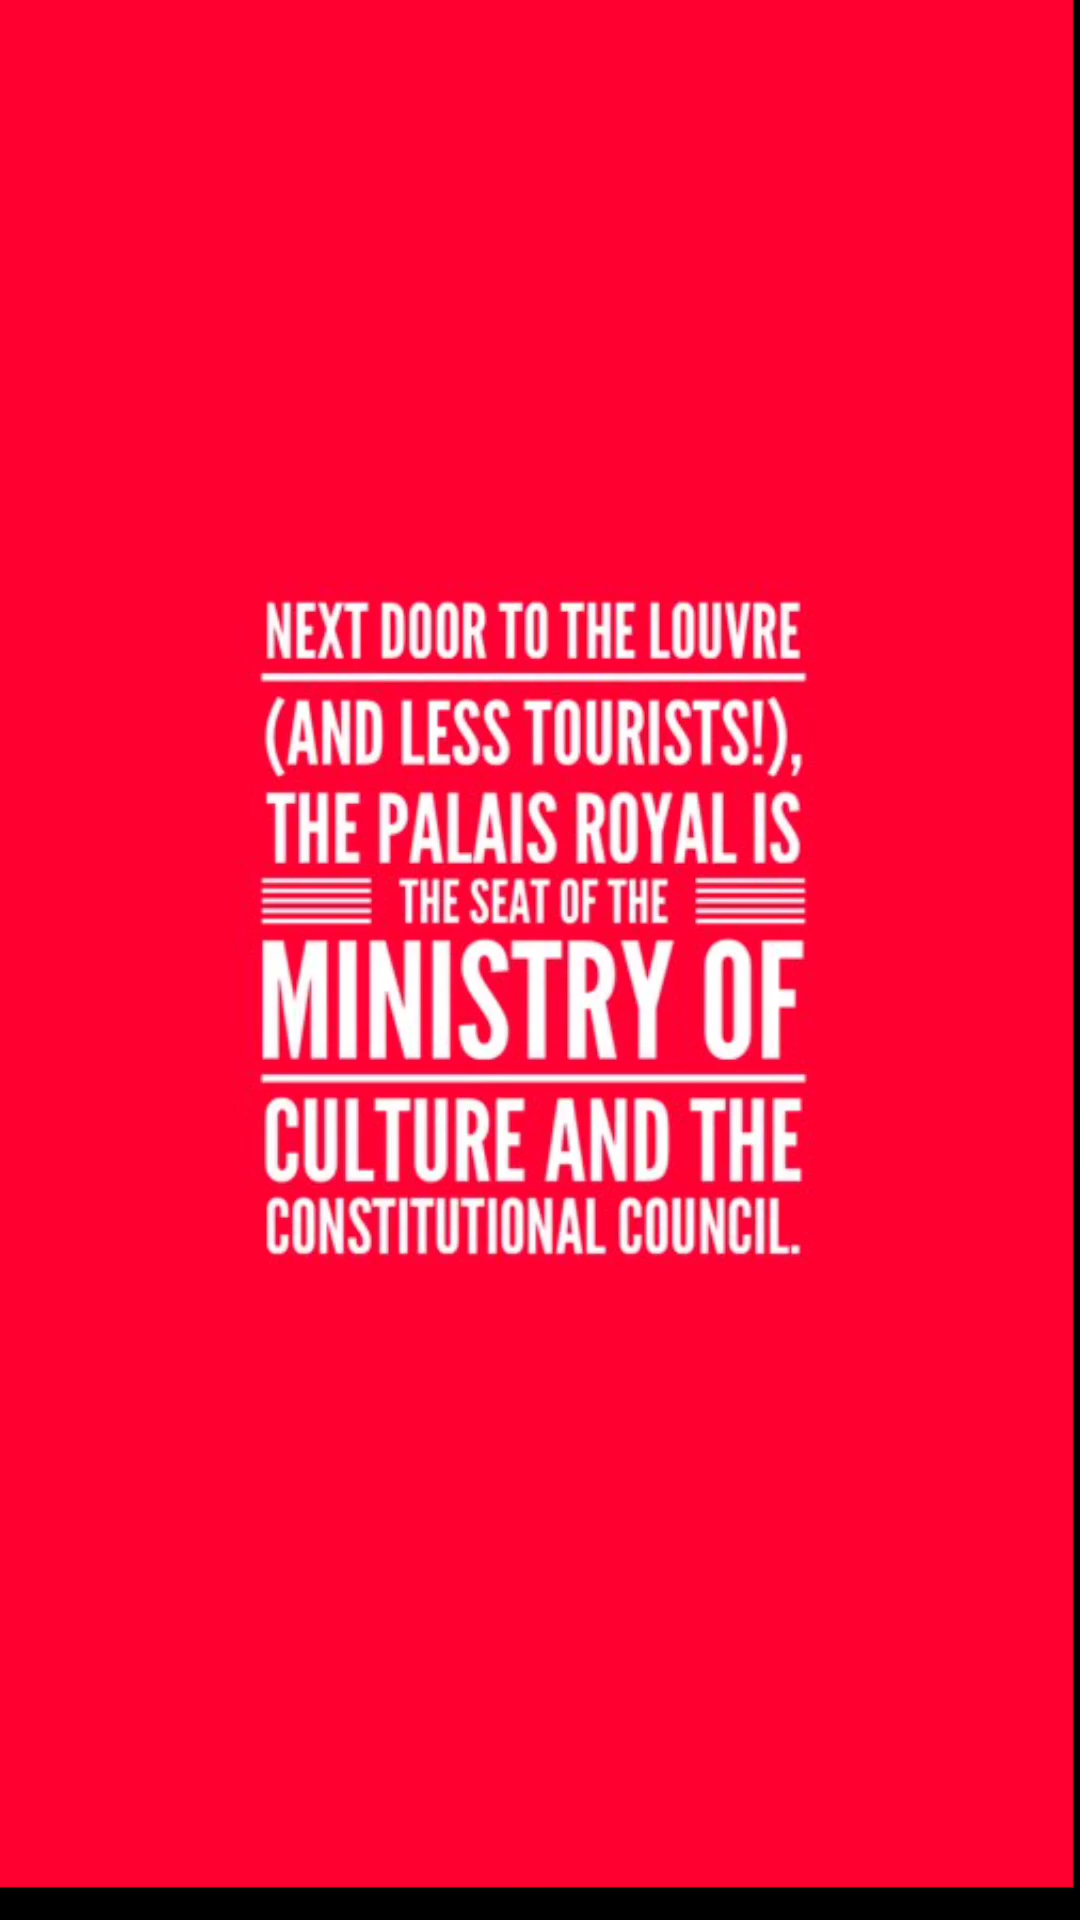 NEXT DOOR TO THE LOUVRE
(AND LESS TOURISTS!),
THE PALAIS ROYAL IS
THE SEAT OF THE
MINISTRY OF
CULTURE AND THE
CONSTITUTIONAL COUNCIL.